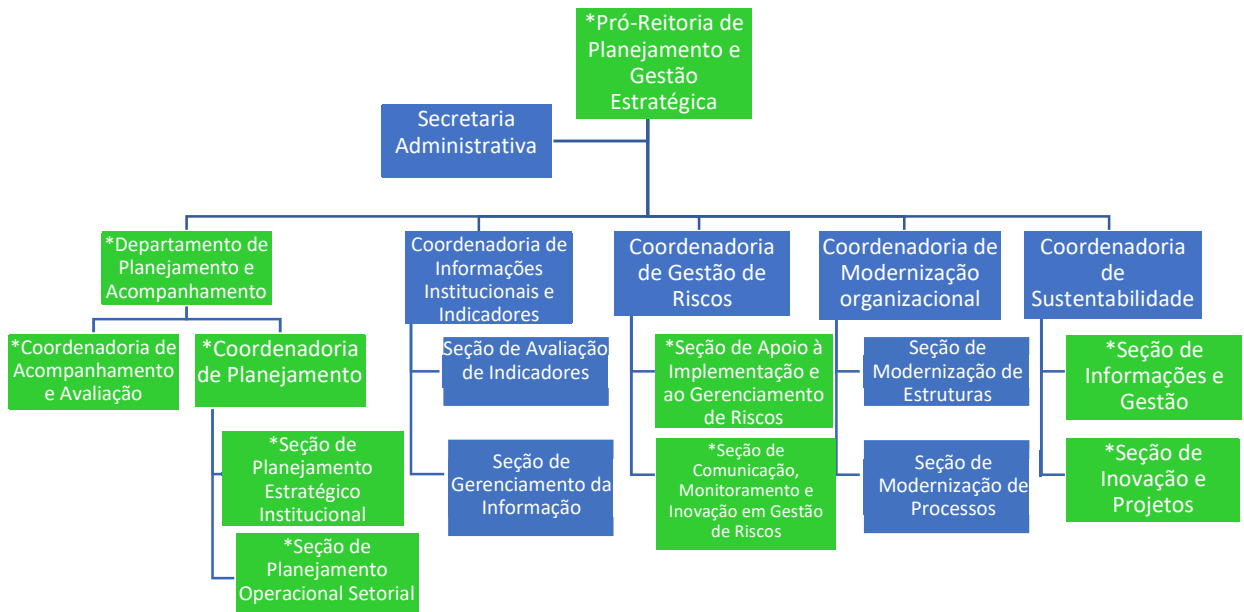 *Pró-Reitoria de
Planejamento e
Gestão
Estratégica
Secretaria
Administrativa
*Departamento de
Planejamento e
Acompanhamento
Coordenadoria de
Informações
Institucionais e
Indicadores
Coordenadoria
de Gestão de
Riscos
Coordenadoria de
Modernização
organizacional
Coordenadoria
de
Sustentabilidade
*Coordenadoria de
Acompanhamento
e Avaliação
*Coordenadoria
de Planejamento
Seção de Avaliação
de Indicadores
*Seção de Apoio à
Implementação e
ao Gerenciamento
de Riscos
Seção de
Modernização de
Estruturas
*Seção de
Informações e
Gestão
*Seção de
Planejamento
Estratégico
Institucional
Seção de
Gerenciamento da
Informação
*Seção de
Comunicação,
Monitoramento e
Inovação em Gestão
de Riscos
Seção de
Modernização de
Processos
*Seção de
Inovação e
Projetos
*Seção de
Planejamento
Operacional Setorial